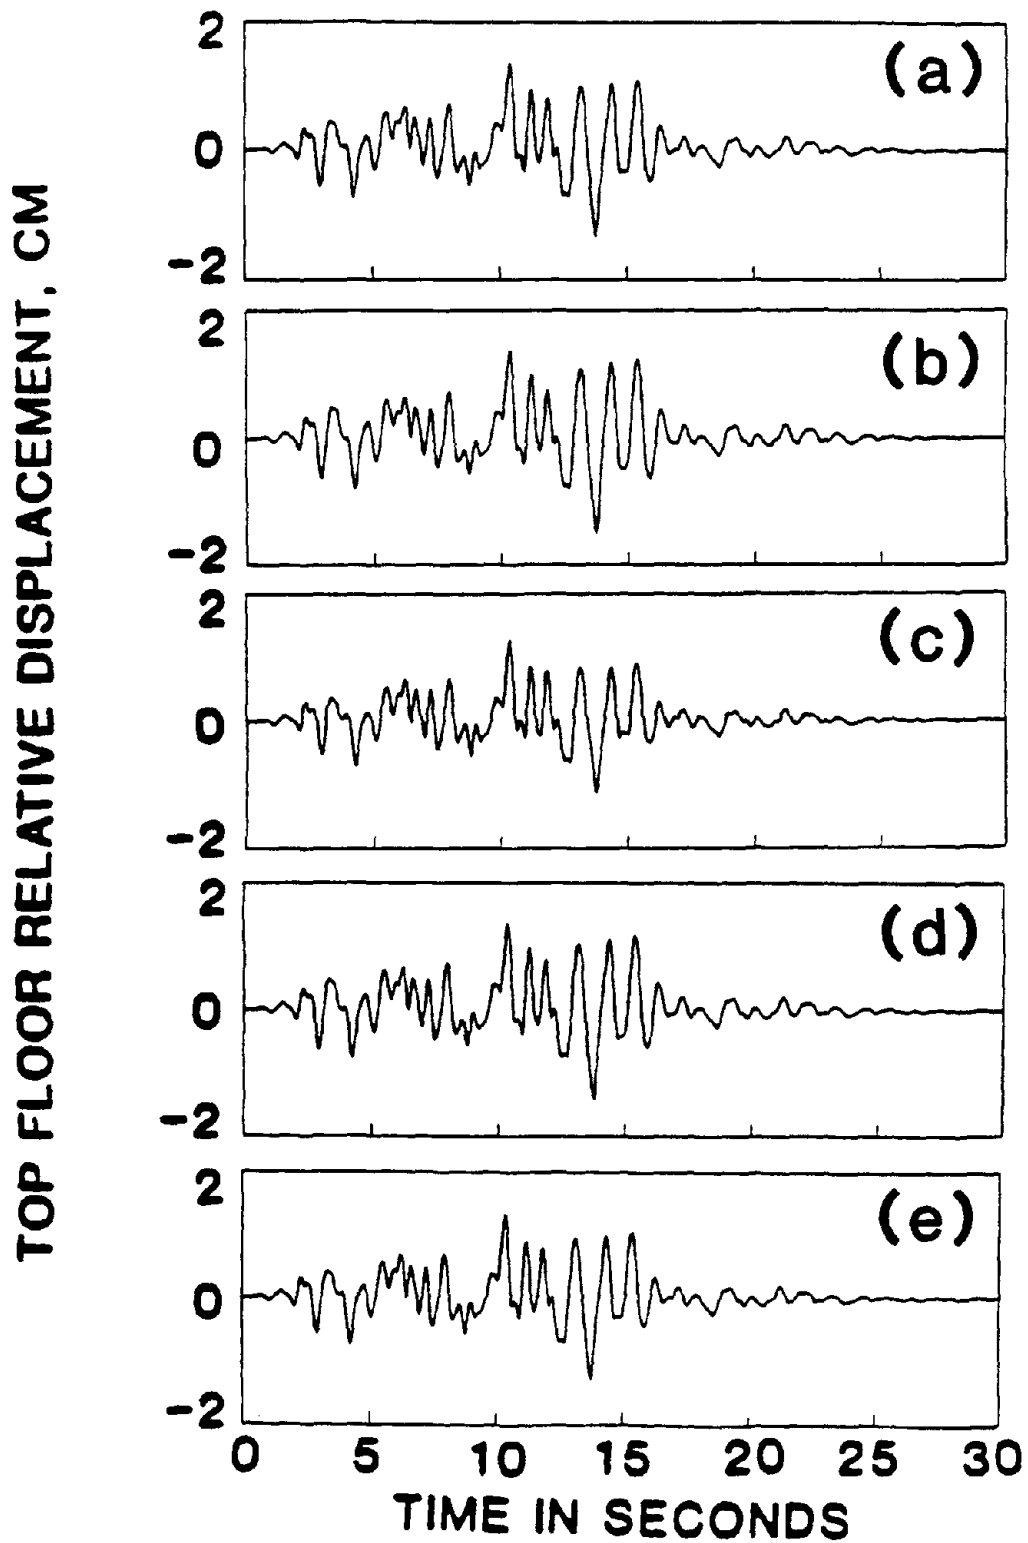 TOP FLOOR RELATIVE DISPLACEMENT, CM
2
(a)
0
-2
2
(b)
0
-2
2
(c)
0
-2
2
(d)
0
-2
2
(e)
0
-2
0 5 10 15 20 25 30
TIME IN SECONDS